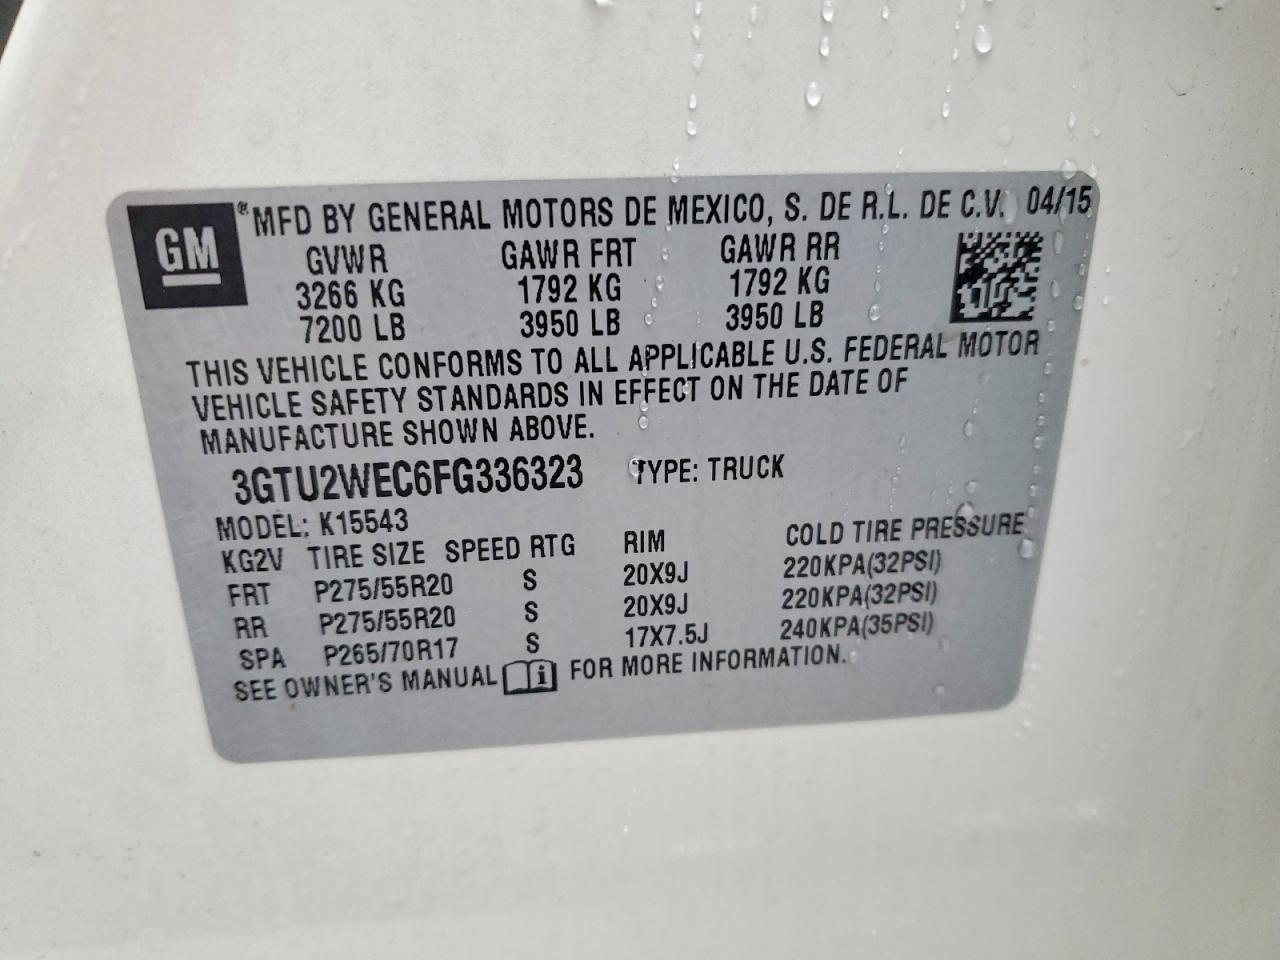 GM ® MFD BY GENERAL MOTORS DE MEXICO, S. DE R.L. DE C.V. 04/15
GVWR GAWR FRT GAWR RR
3266 KG 1792 KG 1792 KG
7200 LB 3950 LB 3950 LB
THIS VEHICLE CONFORMS TO ALL APPLICABLE U.S. FEDERAL MOTOR
VEHICLE SAFETY STANDARDS IN EFFECT ON THE DATE OF
MANUFACTURE SHOWN ABOVE.
3GTU2WEC6FG336323 TYPE: TRUCK
MODEL: K15543
KG2V TIRE SIZE SPEED RTG RIM COLD TIRE PRESSURE
FRT P275/55R20 S 20X9J 220KPA(32PSI)
RR P275/55R20 S 20X9J 220KPA(32PSI)
SPA P265/70R17 S 17X7.5J 240KPA(35PSI)
SEE OWNER'S MANUAL i FOR MORE INFORMATION.